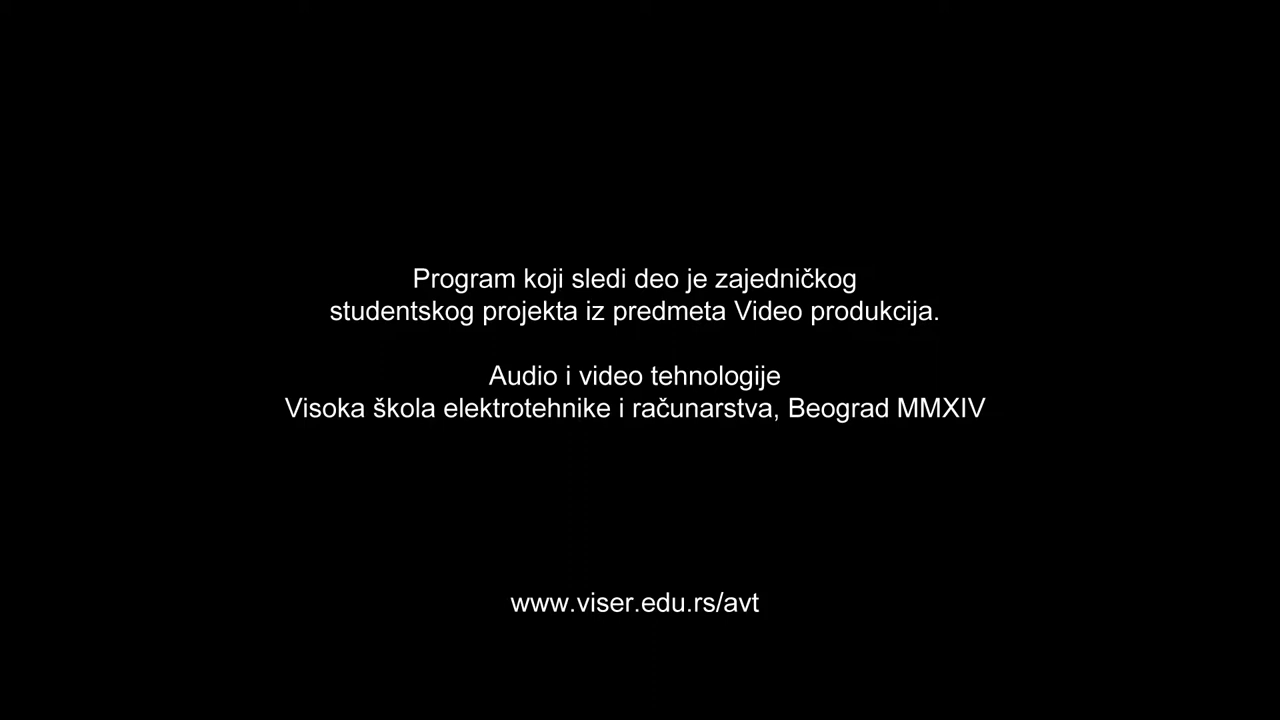 Program koji sledi deo je zajedničkog
studentskog projekta iz predmeta Video produkcija.
Audio i video tehnologije
Visoka škola elektrotehnike i računarstva, Beograd MMXIV
www.viser.edu.rs/avt